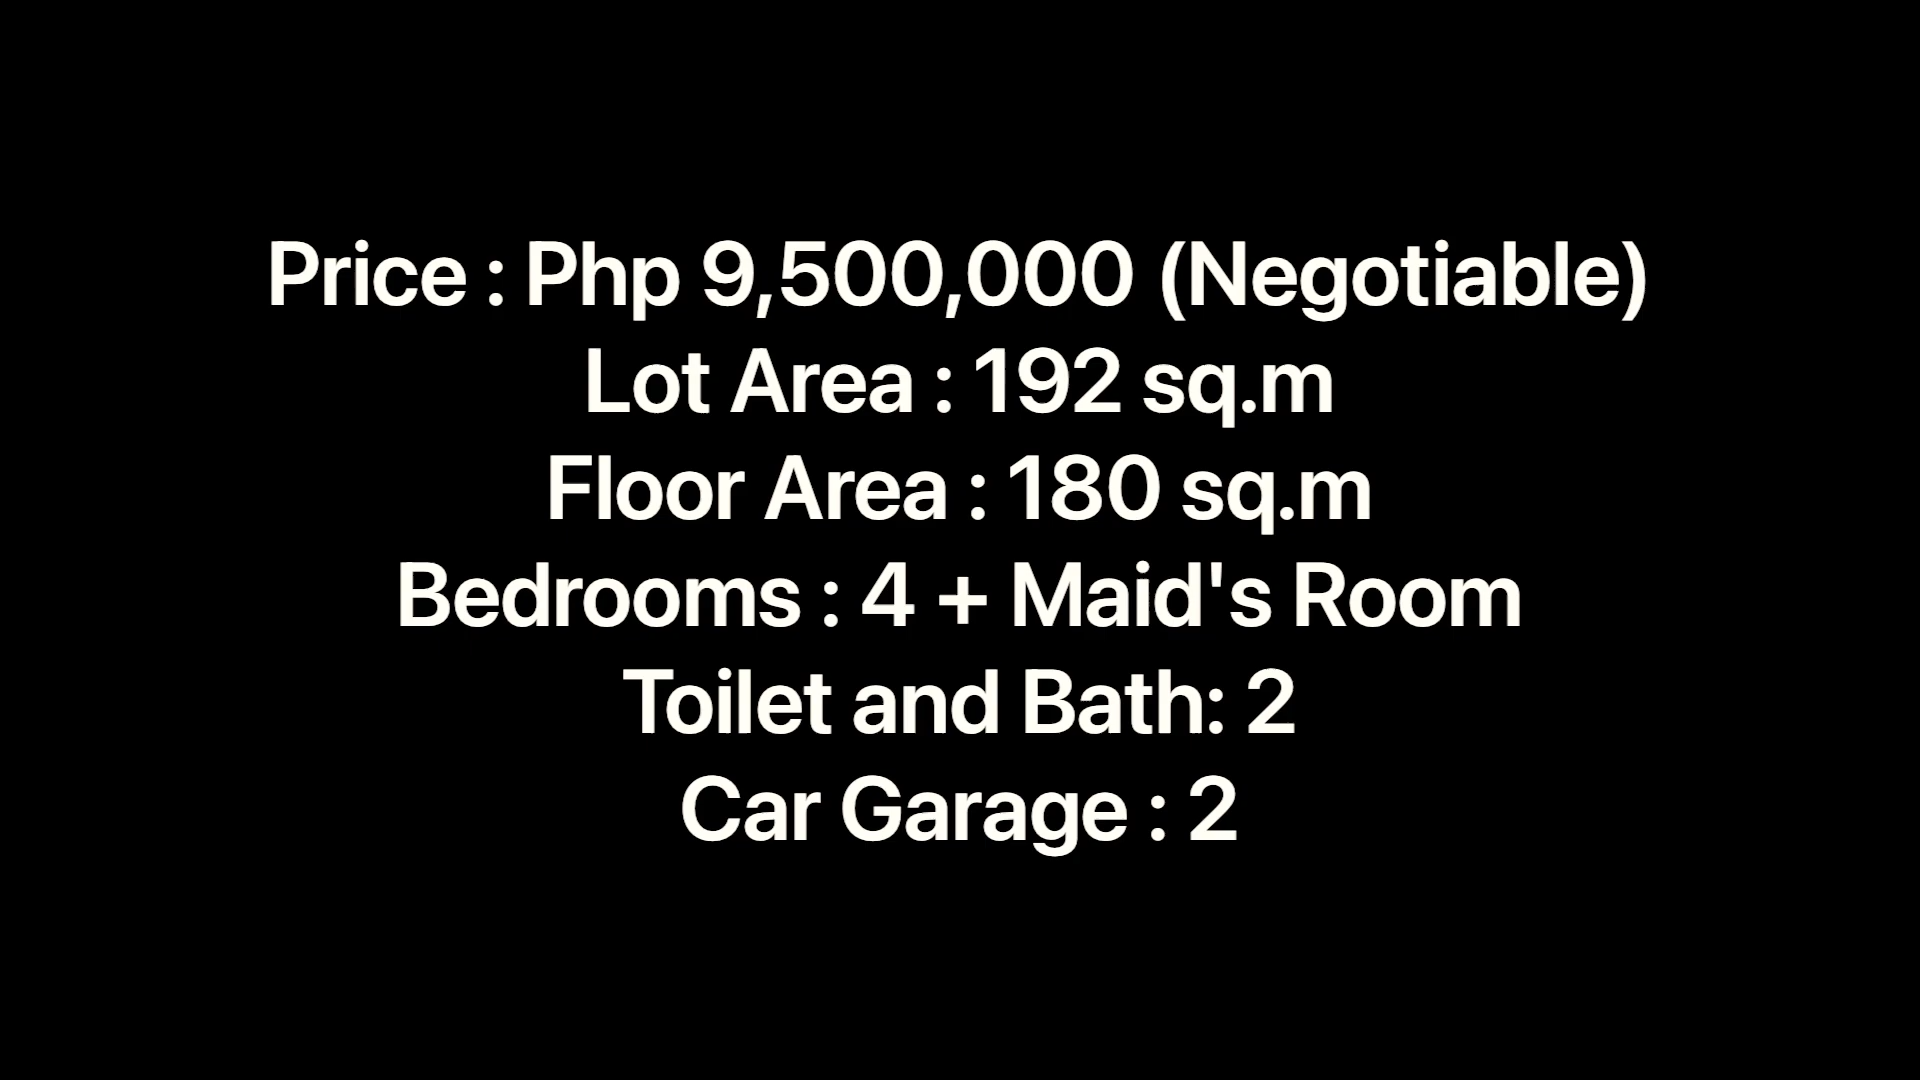 Price : Php 9,500,000 (Negotiable)
Lot Area : 192 sq.m
Floor Area : 180 sq.m
Bedrooms : 4 + Maid's Room
Toilet and Bath: 2
Car Garage : 2